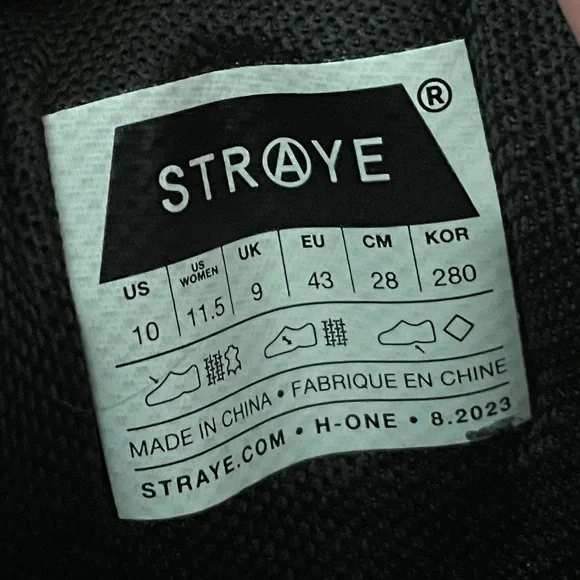 STRAYE ®
US US WOMEN UK EU CM KOR
10 11.5 9 43 28 280
MADE IN CHINA • FABRIQUE EN CHINE
STRAYE.COM • H-ONE • 8.2023